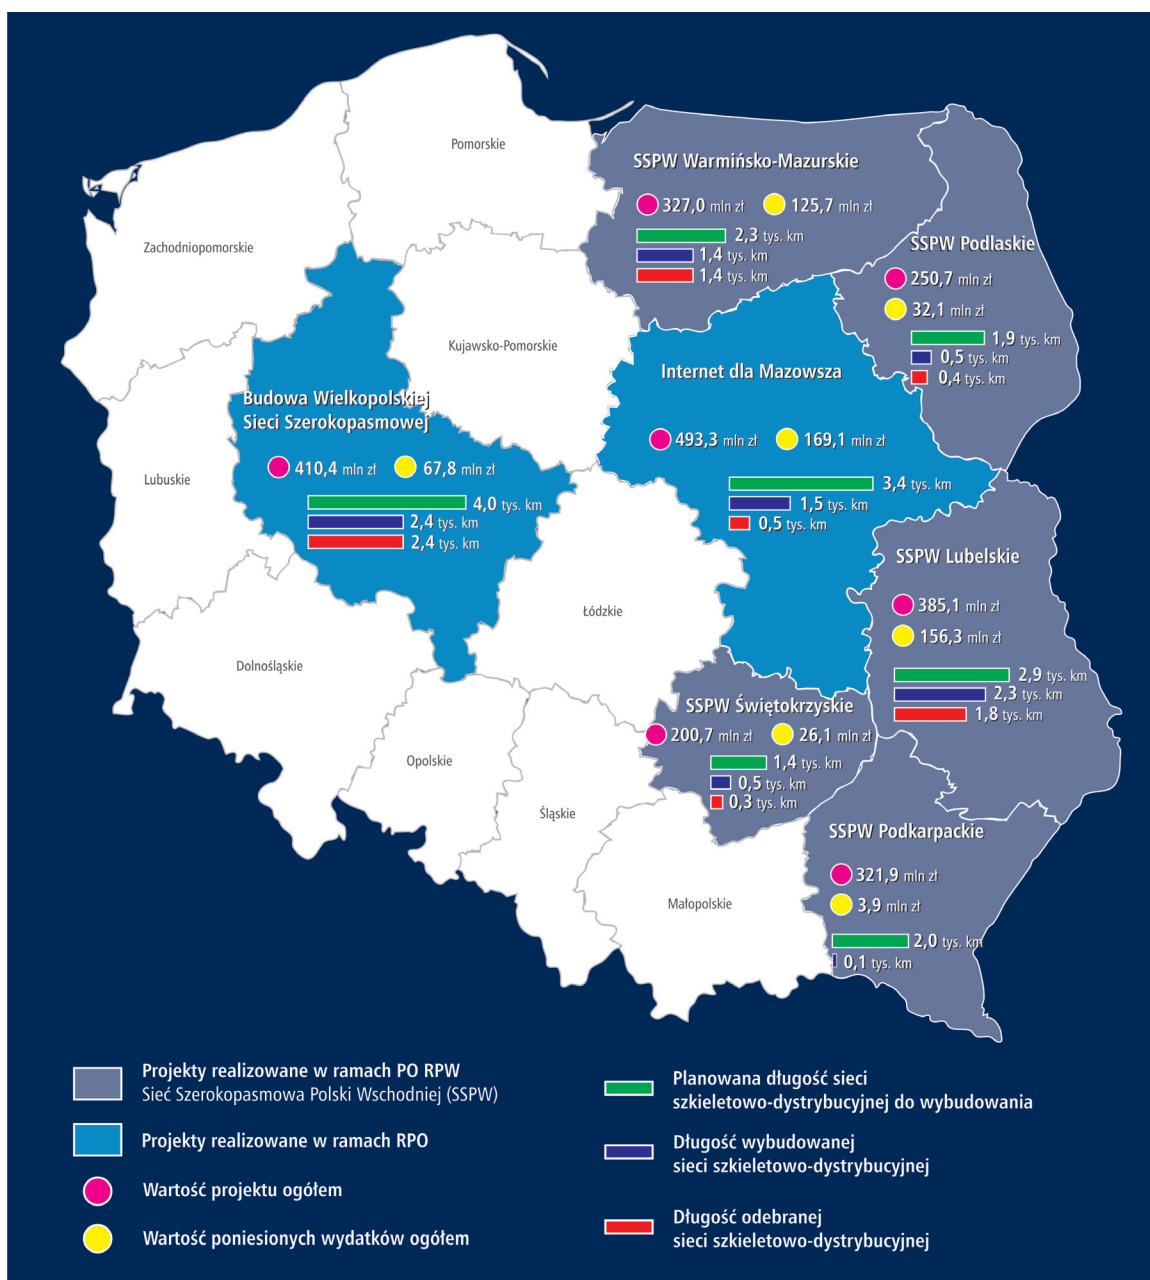 Pomorskie
Zachodniopomorskie
SSPW Warmińsko-Mazurskie
327,0 mln zł
125,7 mln zł
2,3 tys. km
1,4 tys. km
1,4 tys. km
SSPW Podlaskie
250,7 mln zł
32,1 mln zł
1,9 tys. km
0,5 tys. km
0,4 tys. km
Kujawsko-Pomorskie
Internet dla Mazowsza
493,3 mln zł
169,1 mln zł
3,4 tys. km
1,5 tys. km
0,5 tys. km
Budowa Wielkopolskiej
Sieci Szerokopasmowej
410,4 mln zł
67,8 mln zł
4,0 tys. km
2,4 tys. km
2,4 tys. km
Lubuskie
SSPW Lubelskie
385,1 mln zł
156,3 mln zł
2,9 tys. km
2,3 tys. km
1,8 tys. km
Łódzkie
Dolnośląskie
SSPW Świętokrzyskie
200,7 mln zł
26,1 mln zł
1,4 tys. km
0,5 tys. km
0,3 tys. km
Opolskie
Śląskie
SSPW Podkarpackie
321,9 mln zł
3,9 mln zł
2,0 tys. km
0,1 tys. km
Małopolskie
Projekty realizowane w ramach PO RPW
Sieć Szerokopasmowa Polski Wschodniej (SSPW)
Projekty realizowane w ramach RPO
Wartość projektu ogółem
Wartość poniesionych wydatków ogółem
Planowana długość sieci
szkieletowo-dystrybucyjnej do wybudowania
Długość wybudowanej
sieci szkieletowo-dystrybucyjnej
Długość odebranej
sieci szkieletowo-dystrybucyjnej